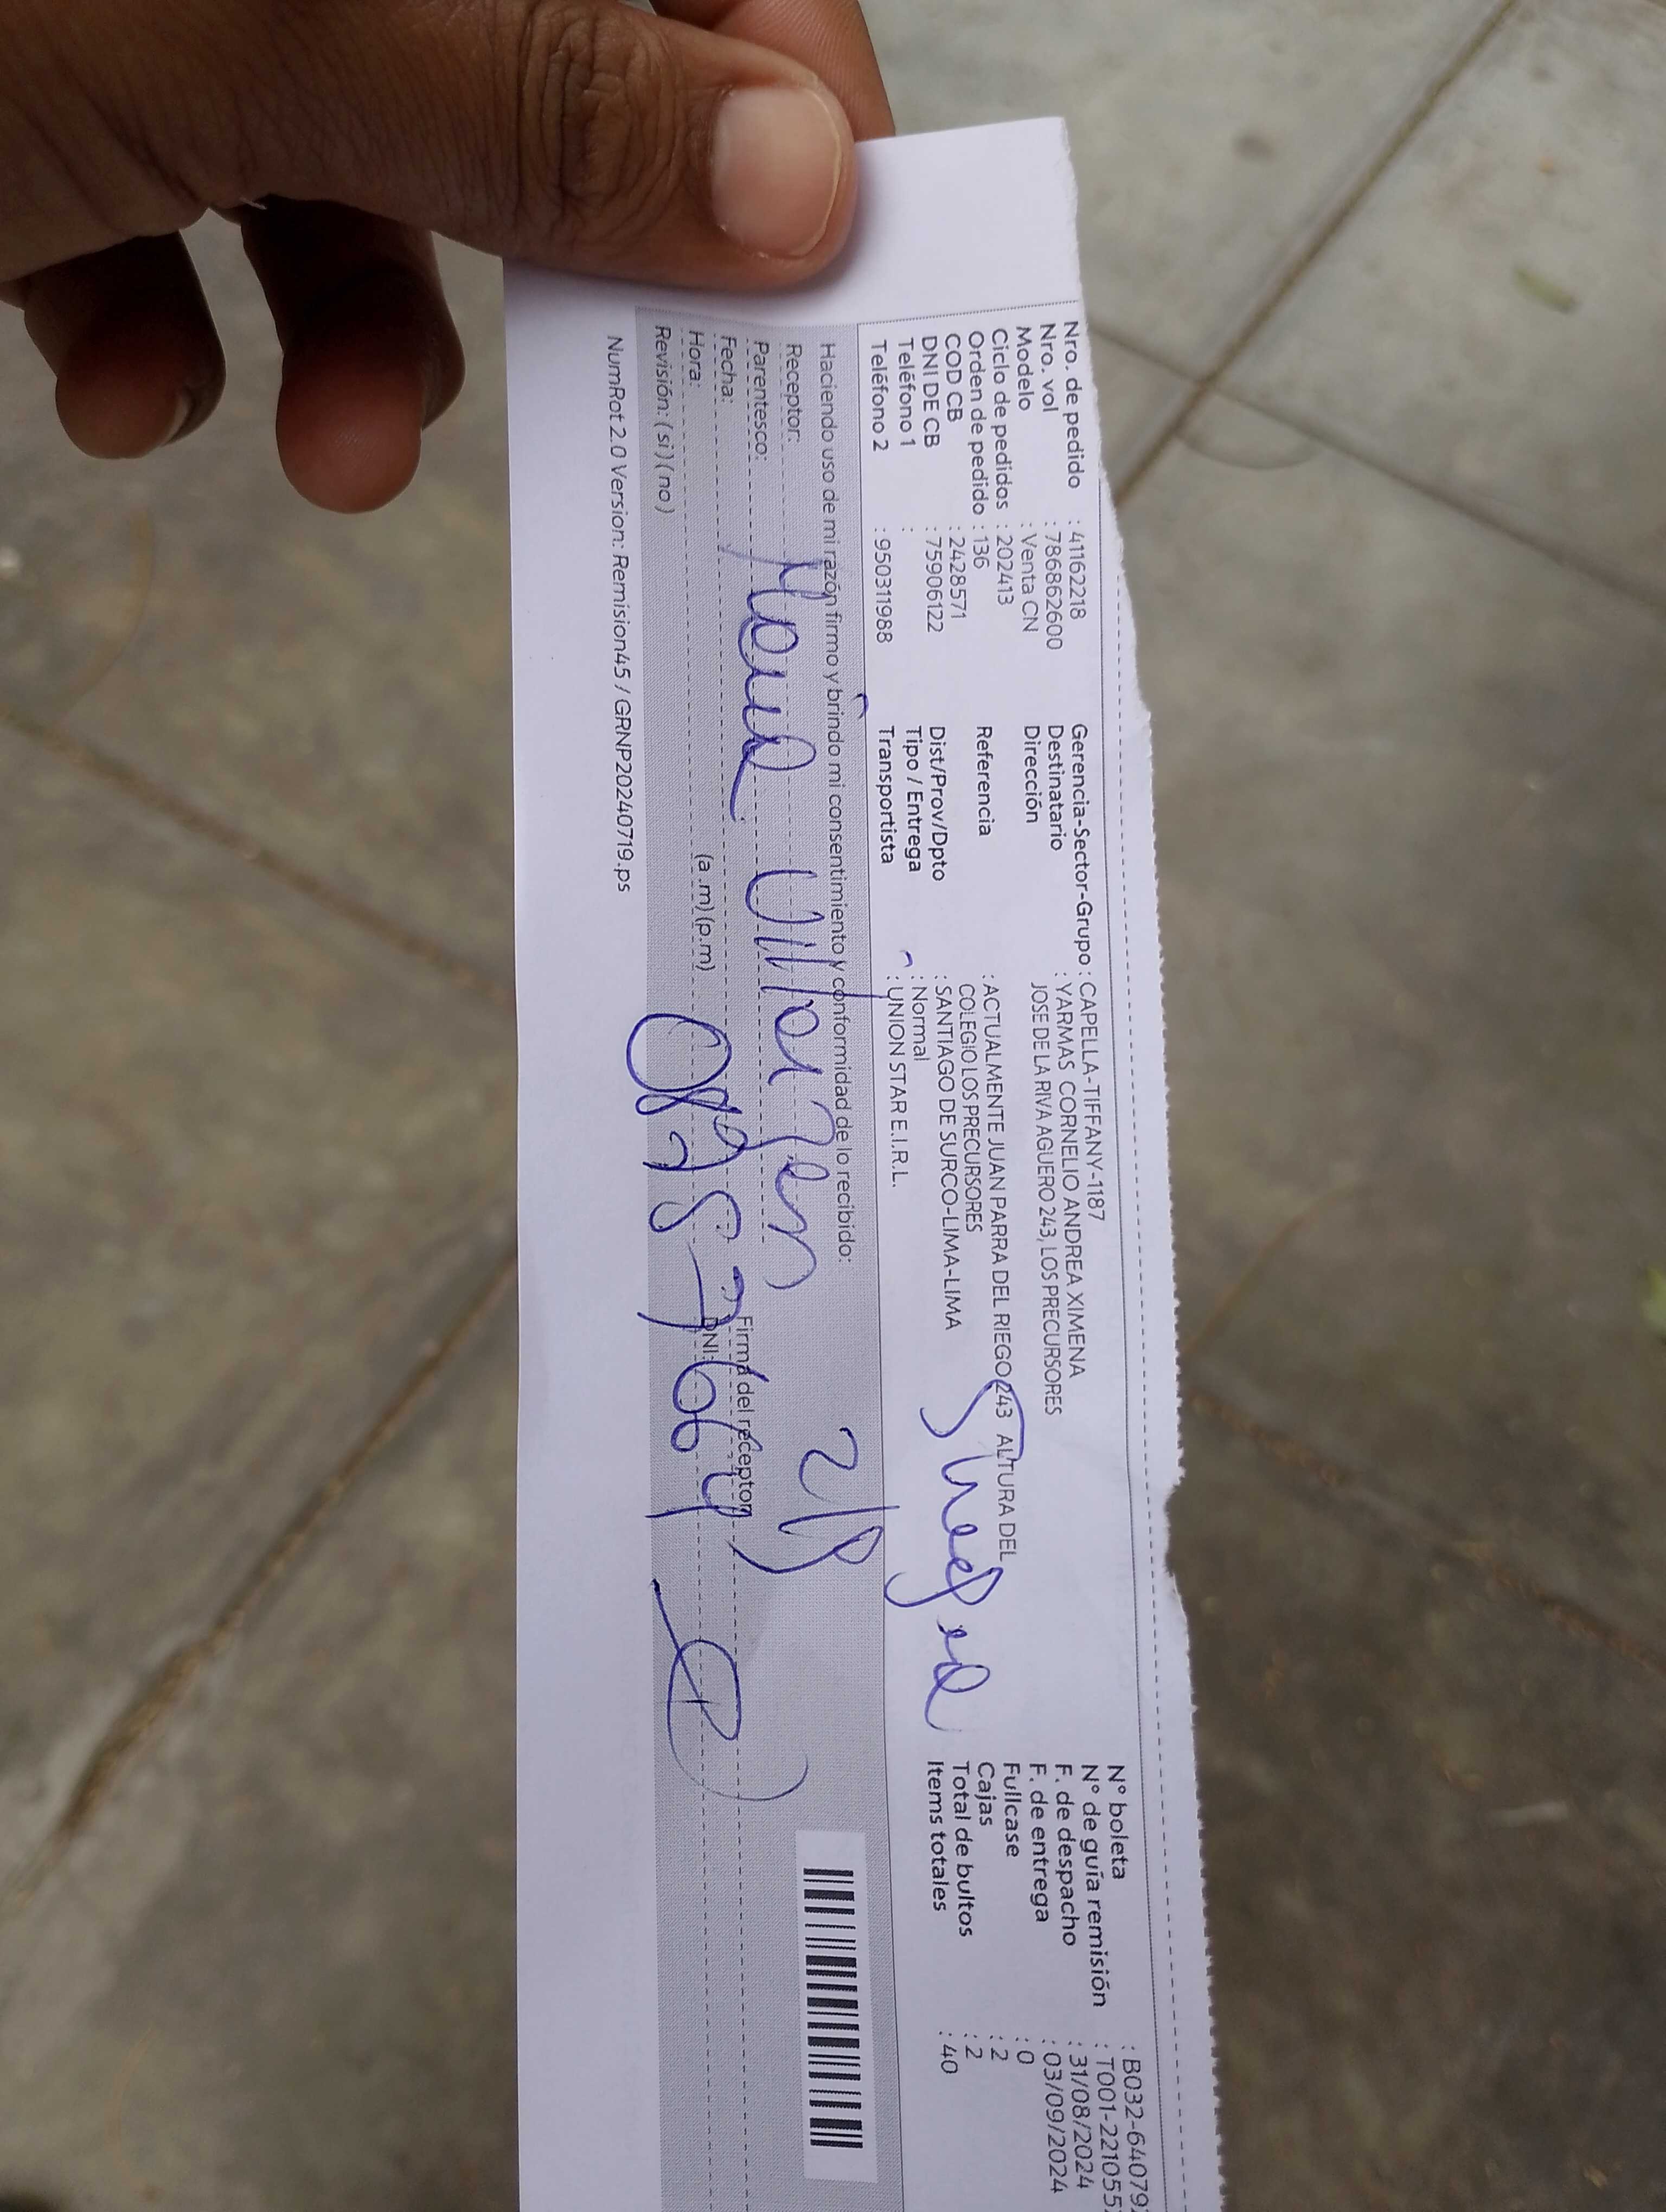 Nro. de pedido : 41162218
Nro. vol : 786862600
Modelo : Venta CN
Ciclo de pedidos : 202413
Orden de pedido : 136
COD CB : 2428571
DNI DE CB : 75906122
Teléfono 1 :
Teléfono 2 : 950311988
Gerencia-Sector-Grupo : CAPELLA-TIFFANY-1187
Destinatario : YARMAS CORNELIO ANDREA XIMENA
Dirección JOSE DE LA RIVA AGUERO 243, LOS PRECURSORES
Referencia : ACTUALMENTE JUAN PARRA DEL RIEGO 243 ALTURA DEL
COLEGIO LOS PRECURSORES
Dist/Prov/Dpto : SANTIAGO DE SURCO-LIMA-LIMA
Tipo / Entrega : Normal
Transportista : UNION STAR E.I.R.L.
N° boleta : B032-64079
N° de guía remisión : T001-221055
F. de despacho : 31/08/2024
F. de entrega : 03/09/2024
Fullcase : 0
Cajas : 2
Total de bultos : 2
Items totales : 40
Haciendo uso de mi razón firmo y brindo mi consentimiento y conformidad de lo recibido:
Receptor:
Parentesco:
Fecha:
Hora: (a .m) (p.m)
Revisión: ( si ) ( no )
Firma del receptor
DNI:
NumRot 2.0 Version: Remision45 / GRNP20240719.ps